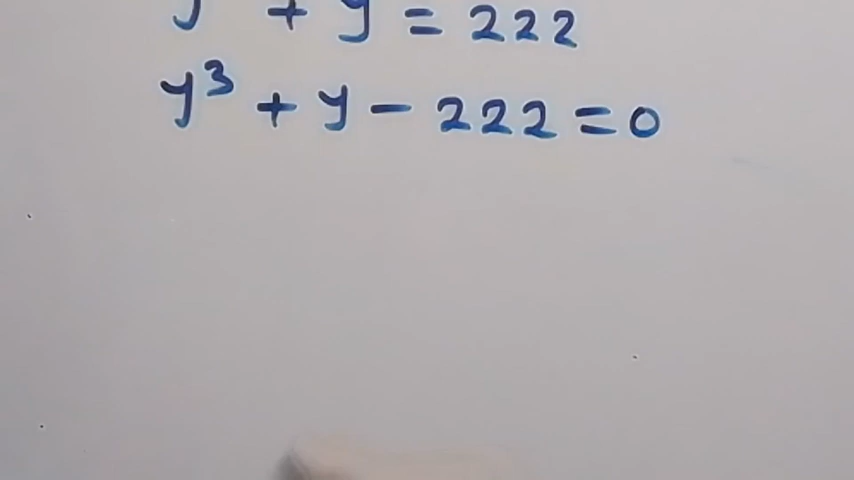 y + y = 222
y³ + y - 222 = 0